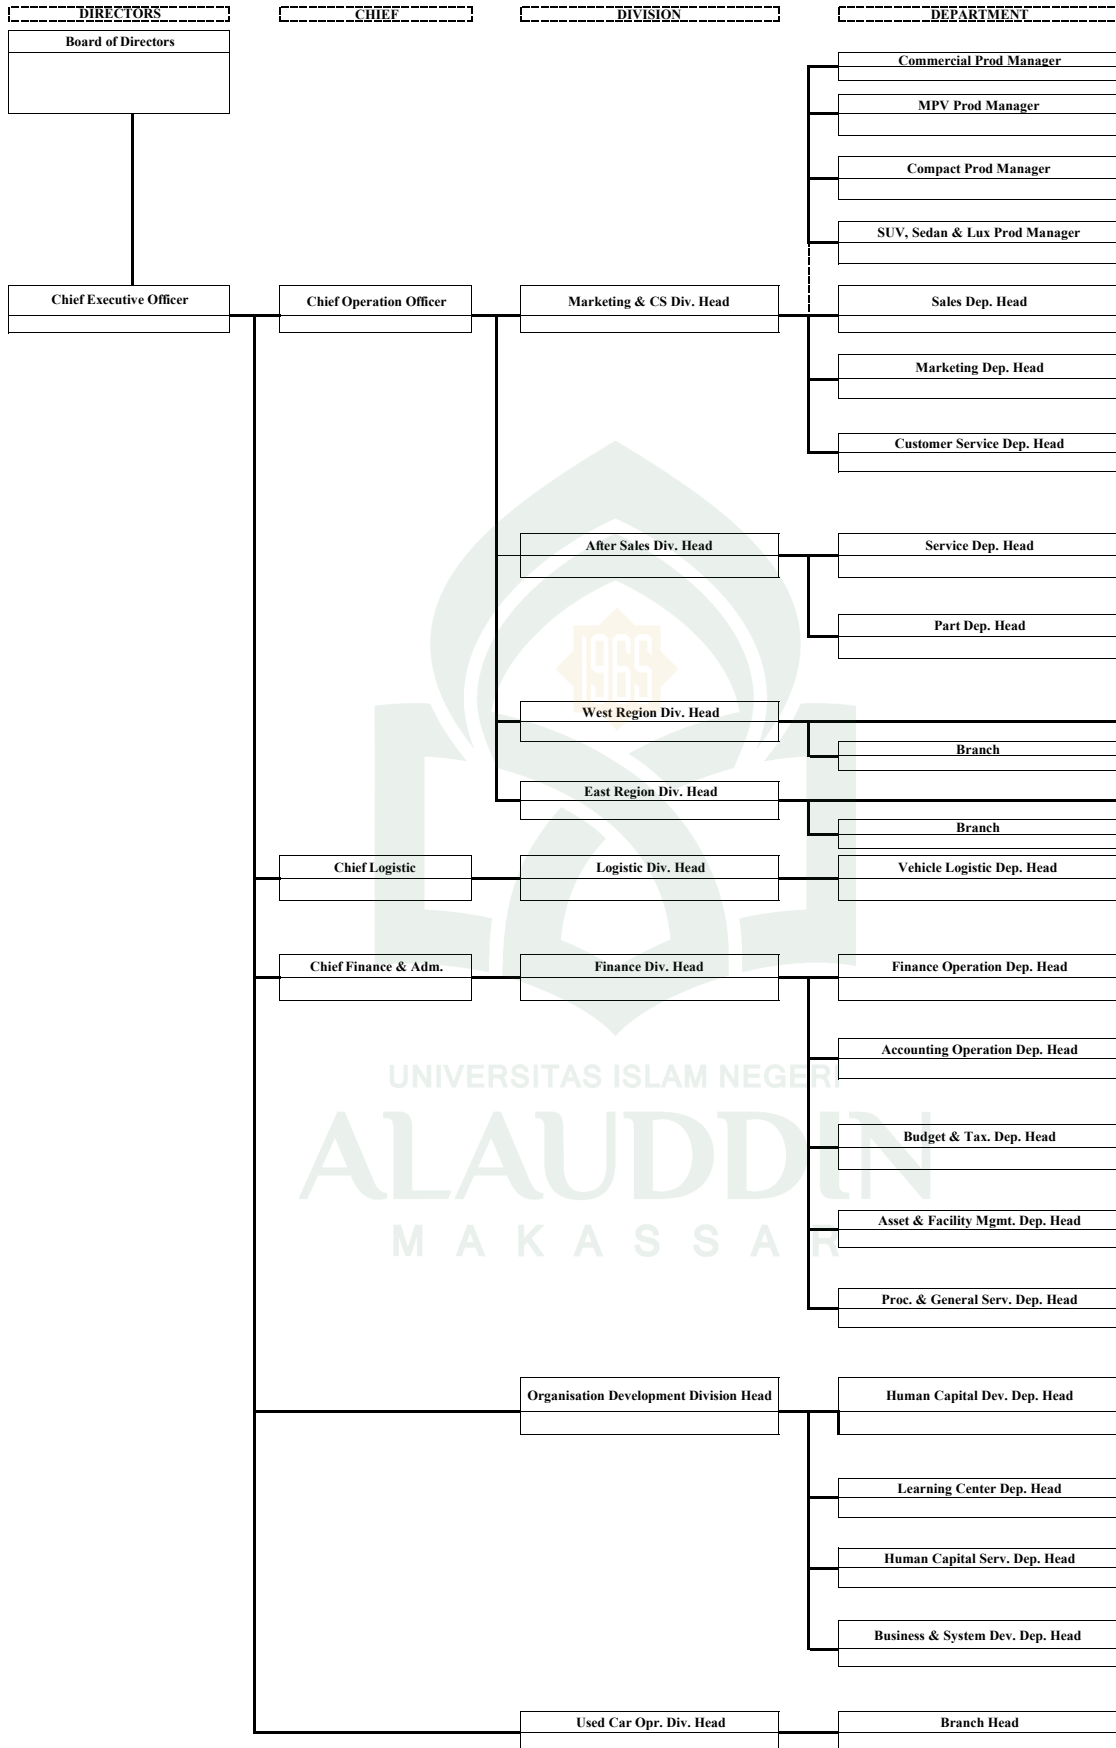 DIRECTORS
CHIEF
DIVISION
DEPARTMENT
Board of Directors
Commercial Prod Manager
MPV Prod Manager
Compact Prod Manager
SUV, Sedan & Lux Prod Manager
Chief Executive Officer
Chief Operation Officer
Marketing & CS Div. Head
Sales Dep. Head
Marketing Dep. Head
Customer Service Dep. Head
After Sales Div. Head
Service Dep. Head
Part Dep. Head
1965
West Region Div. Head
Branch
East Region Div. Head
Branch
Chief Logistic
Logistic Div. Head
Vehicle Logistic Dep. Head
Chief Finance & Adm.
Finance Div. Head
Finance Operation Dep. Head
Accounting Operation Dep. Head
UNIVERSITAS ISLAM NEGERI
ALAUDDIN
MAKASSAR
Budget & Tax. Dep. Head
Asset & Facility Mgmt. Dep. Head
Proc. & General Serv. Dep. Head
Organisation Development Division Head
Human Capital Dev. Dep. Head
Learning Center Dep. Head
Human Capital Serv. Dep. Head
Business & System Dev. Dep. Head
Used Car Opr. Div. Head
Branch Head